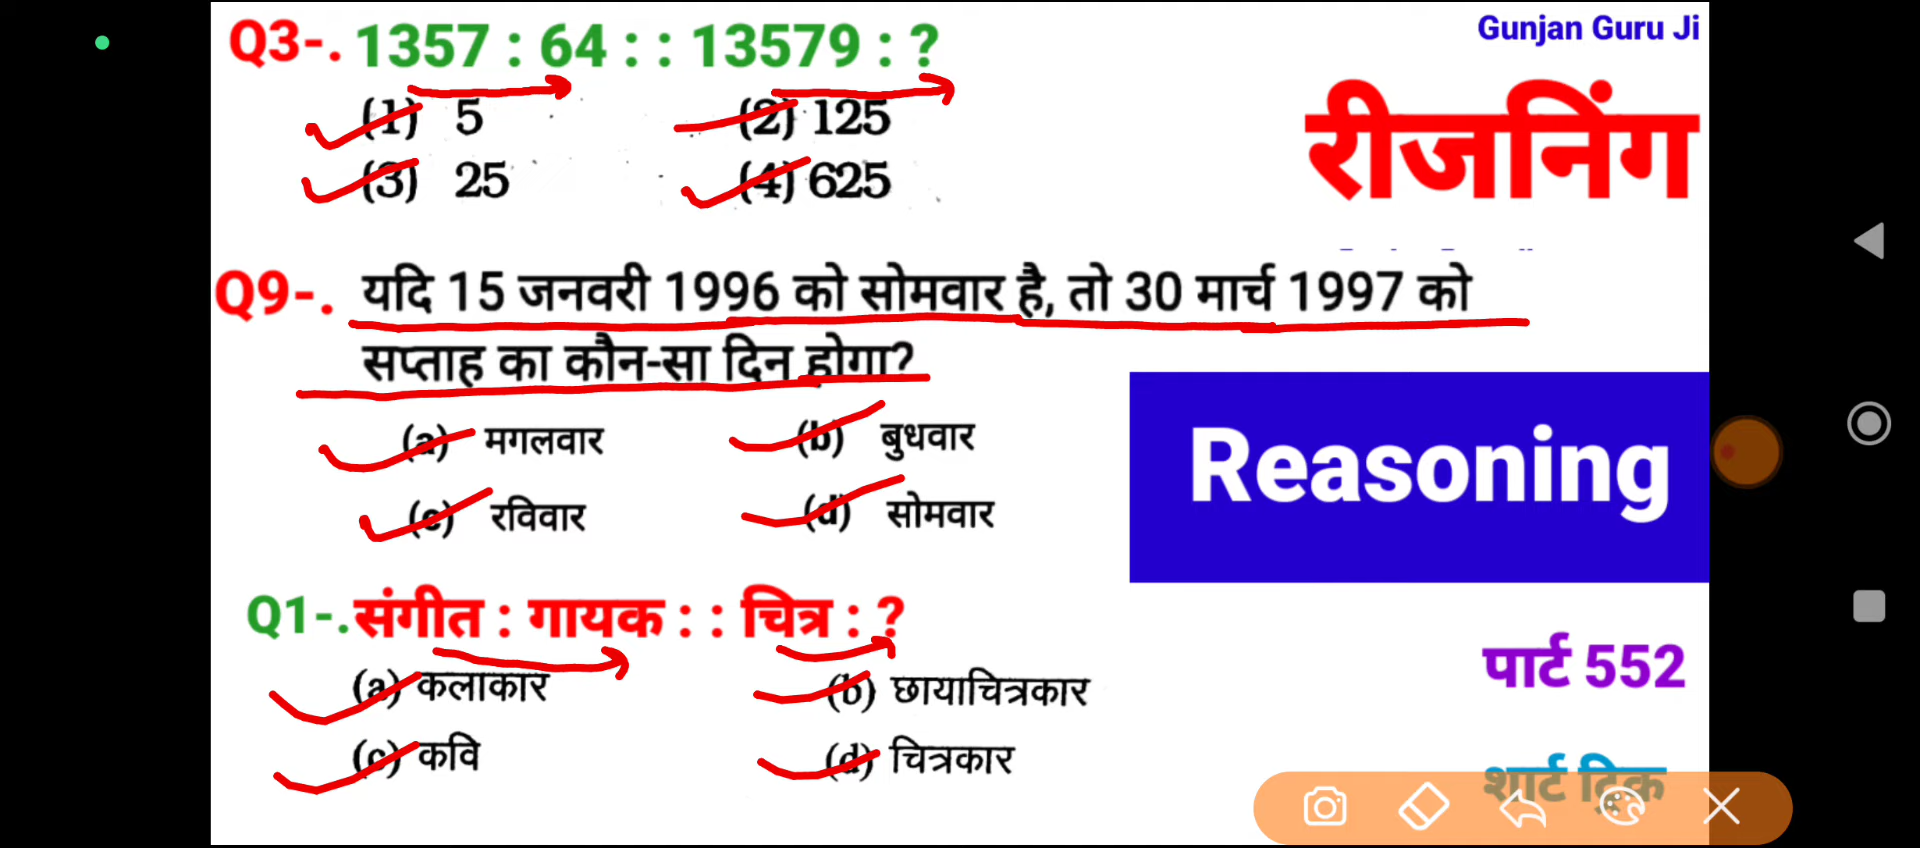 Q3-. 1357 : 64 : : 13579 : ?
(1) 5 (2) 125
(3) 25 (4) 625
Gunjan Guru Ji
रीजनिंग
Q9-. यदि 15 जनवरी 1996 को सोमवार है, तो 30 मार्च 1997 को
सप्ताह का कौन-सा दिन होगा?
(a) मगलवार (b) बुधवार
(c) रविवार (d) सोमवार
Reasoning
Q1-. संगीत : गायक : : चित्र : ?
(a) कलाकार (b) छायाचित्रकार
(c) कवि (d) चित्रकार
पार्ट 552
शार्ट ट्रिक